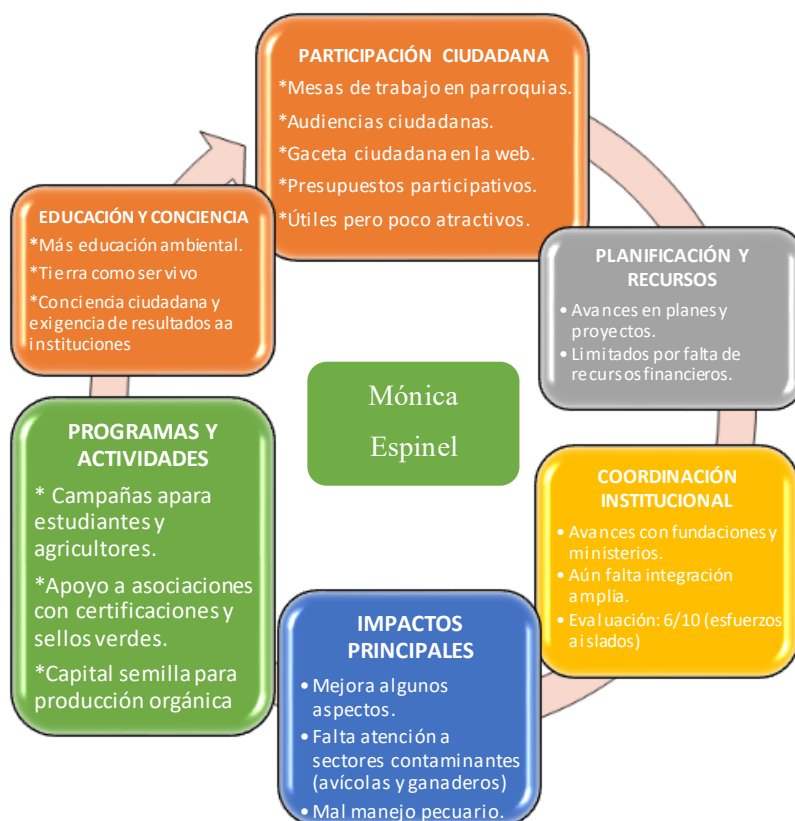 PARTICIPACIÓN CIUDADANA
*Mesas de trabajo en parroquias.
*Audiencias ciudadanas.
*Gaceta ciudadana en la web.
*Presupuestos participativos.
*Útiles pero poco atractivos.
PLANIFICACIÓN Y
RECURSOS
• Avances en planes y
proyectos.
• Limitados por falta de
recursos financieros.
COORDINACIÓN
INSTITUCIONAL
• Avances con fundaciones y
ministerios.
• Aún falta integración
amplia.
• Evaluación: 6/10 (esfuerzos
aislados)
IMPACTOS
PRINCIPALES
• Mejora algunos
aspectos.
• Falta atención a
sectores contaminantes
(avícolas y ganaderos)
• Mal manejo pecuario.
PROGRAMAS Y
ACTIVIDADES
* Campañas apara
estudiantes y
agricultores.
*Apoyo a asociaciones
con certificaciones y
sellos verdes.
*Capital semilla para
producción orgánica
EDUCACIÓN Y CONCIENCIA
*Más educación ambiental.
*Tierra como ser vivo
*Conciencia ciudadana y
exigencia de resultados aa
instituciones
Mónica
Espinel